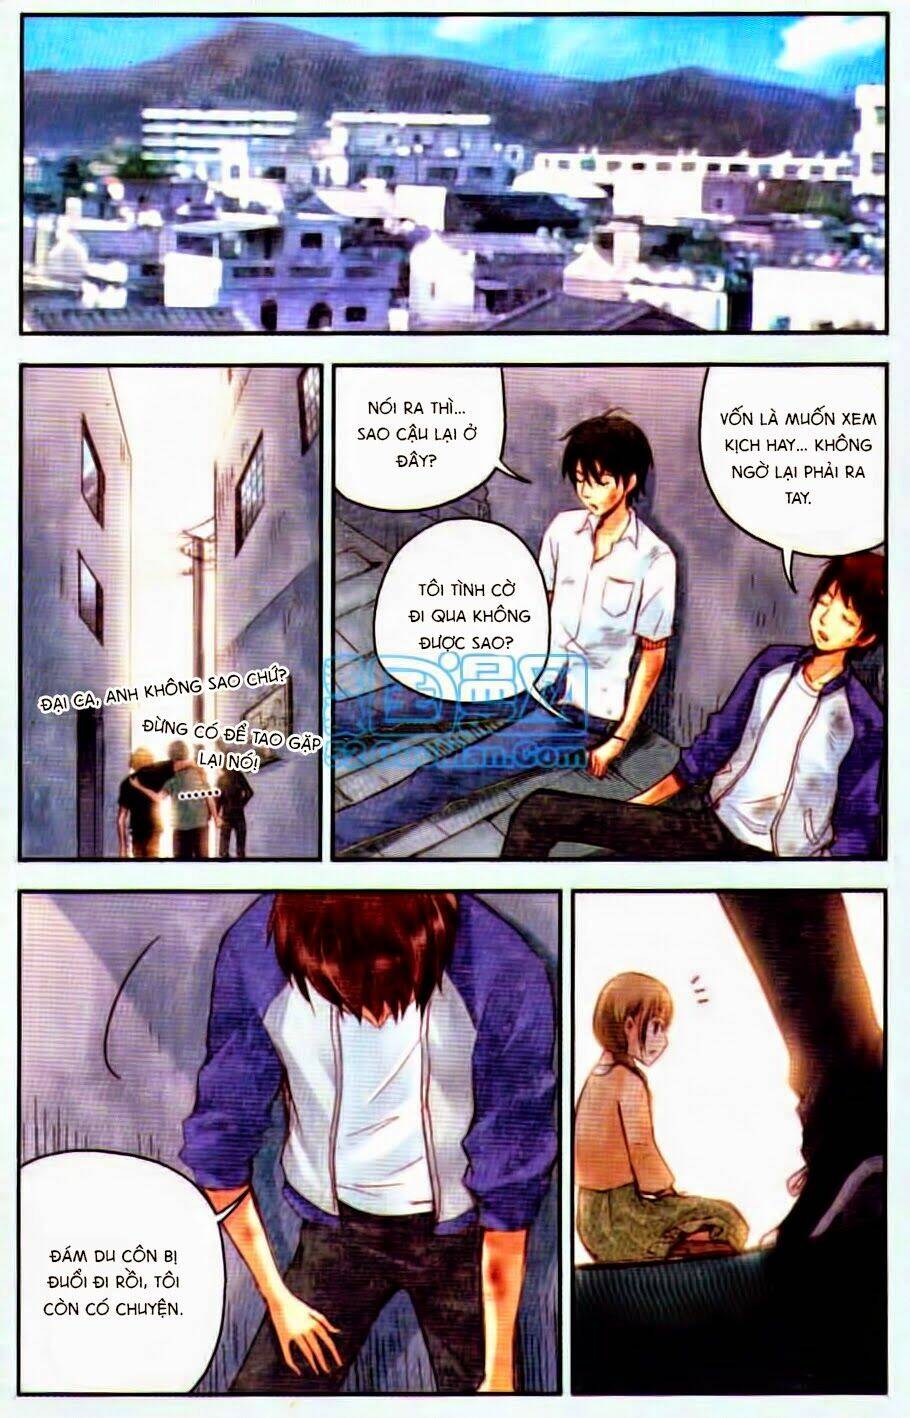 ĐẠI CA, ANH KHÔNG SAO CHỨ?
ĐỪNG CÓ ĐỂ TAO GẶP
LẠI NÓ!
......
NÓI RA THÌ...
SAO CẬU LẠI Ở
ĐÂY?
VỐN LÀ MUỐN XEM
KỊCH HAY... KHÔNG
NGỜ LẠI PHẢI RA
TAY.
TÔI TÌNH CỜ
ĐI QUA KHÔNG
ĐƯỢC SAO?
ĐÁM DU CÔN BỊ
ĐUỔI ĐI RỒI, TÔI
CÒN CÓ CHUYỆN.